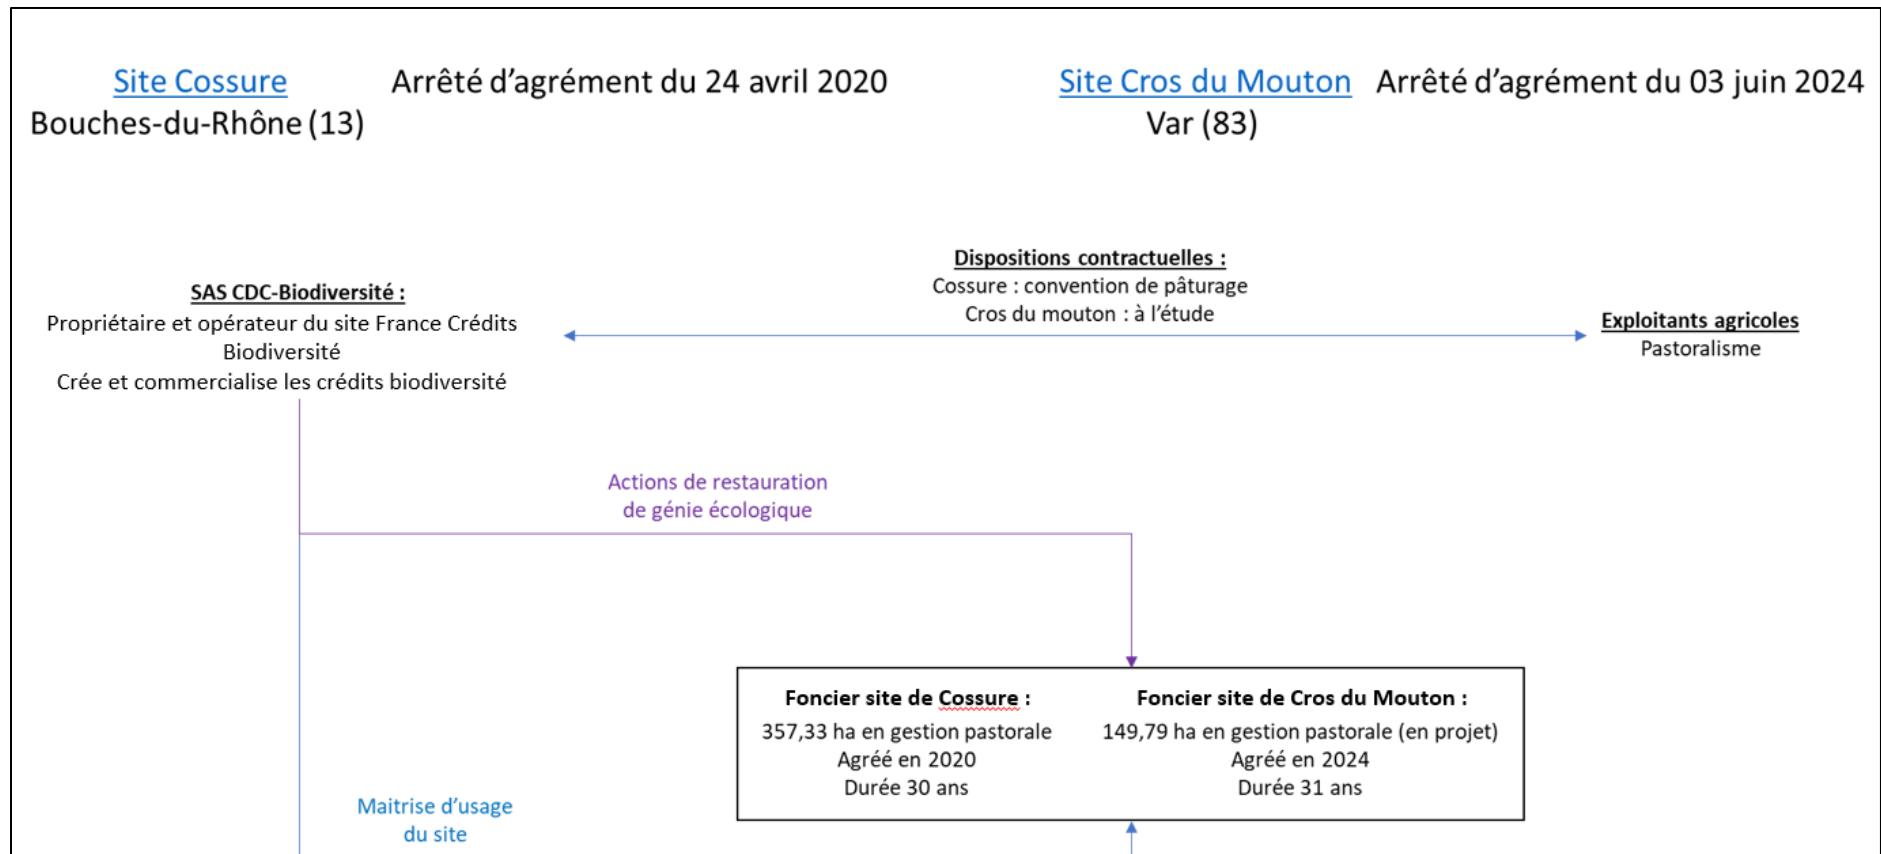 Site Cossure
Arrêté d'agrément du 24 avril 2020
Bouches-du-Rhône (13)
Site Cros du Mouton
Arrêté d'agrément du 03 juin 2024
Var (83)
SAS CDC-Biodiversité :
Propriétaire et opérateur du site France Crédits
Biodiversité
Crée et commercialise les crédits biodiversité
Dispositions contractuelles :
Cossure : convention de pâturage
Cros du mouton : à l'étude
Exploitants agricoles
Pastoralisme
Actions de restauration
de génie écologique
Foncier site de Cossure :
357,33 ha en gestion pastorale
Agréé en 2020
Durée 30 ans
Foncier site de Cros du Mouton :
149,79 ha en gestion pastorale (en projet)
Agréé en 2024
Durée 31 ans
Maitrise d'usage
du site